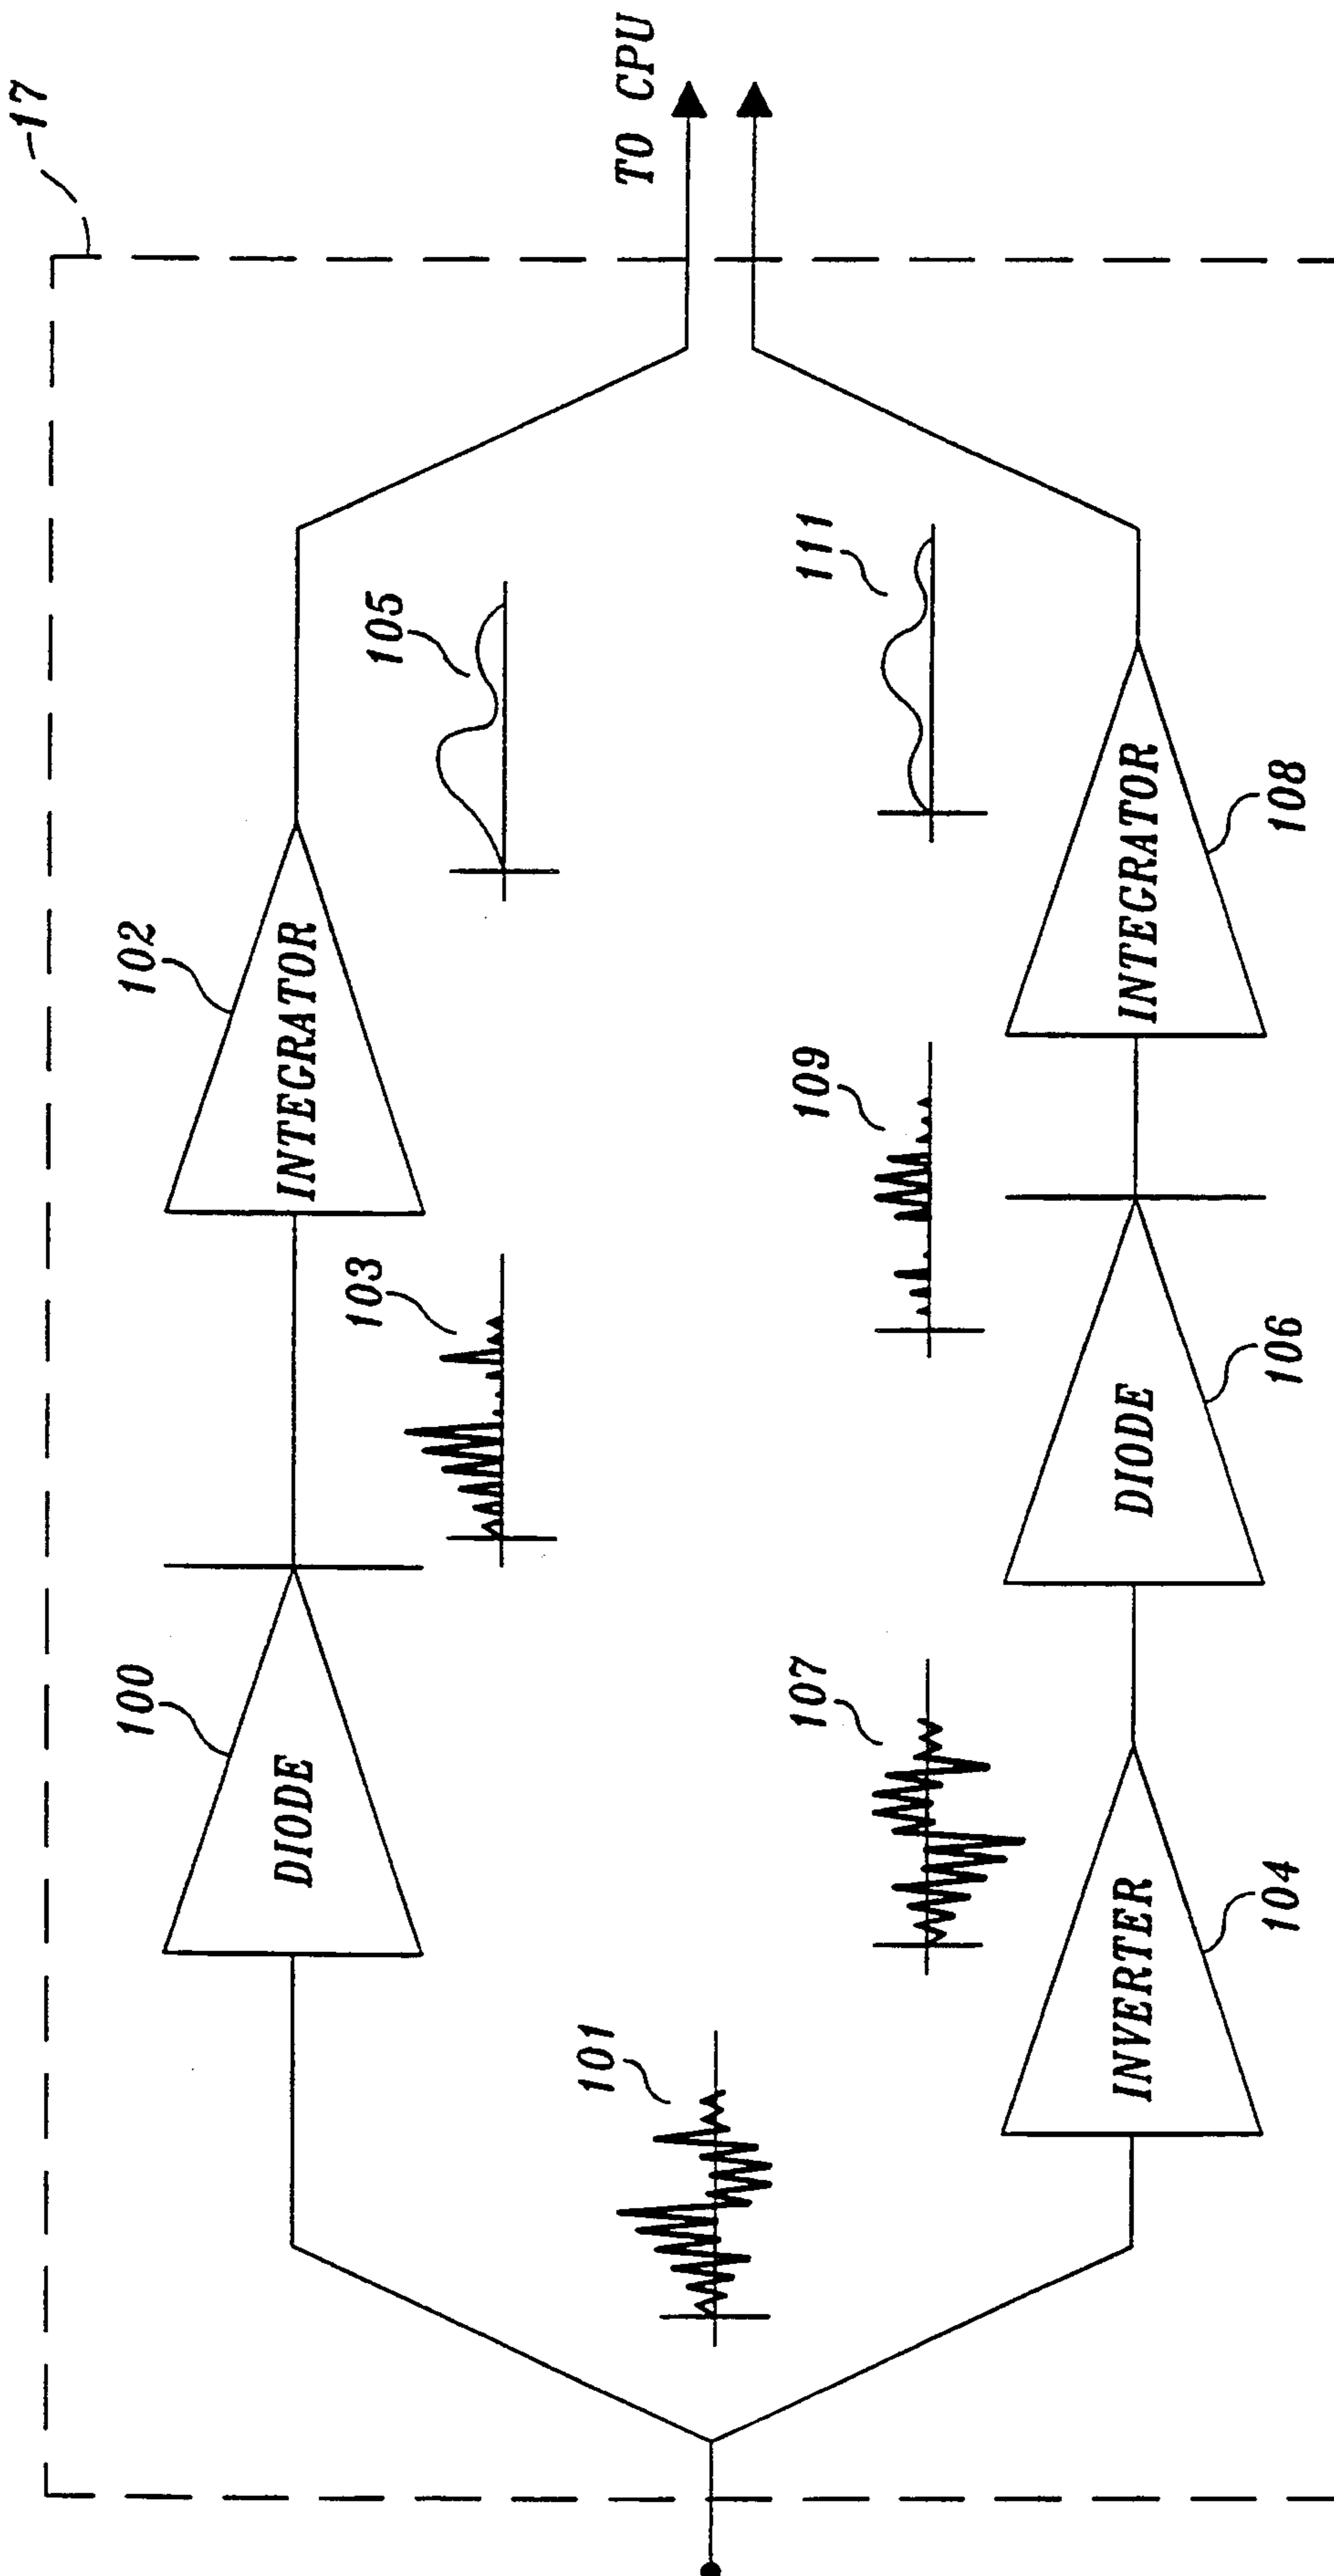 17
TO CPU
100
DIODE
102
INTEGRATOR
103
105
101
107
109
111
INVERTER
104
DIODE
106
INTEGRATOR
108